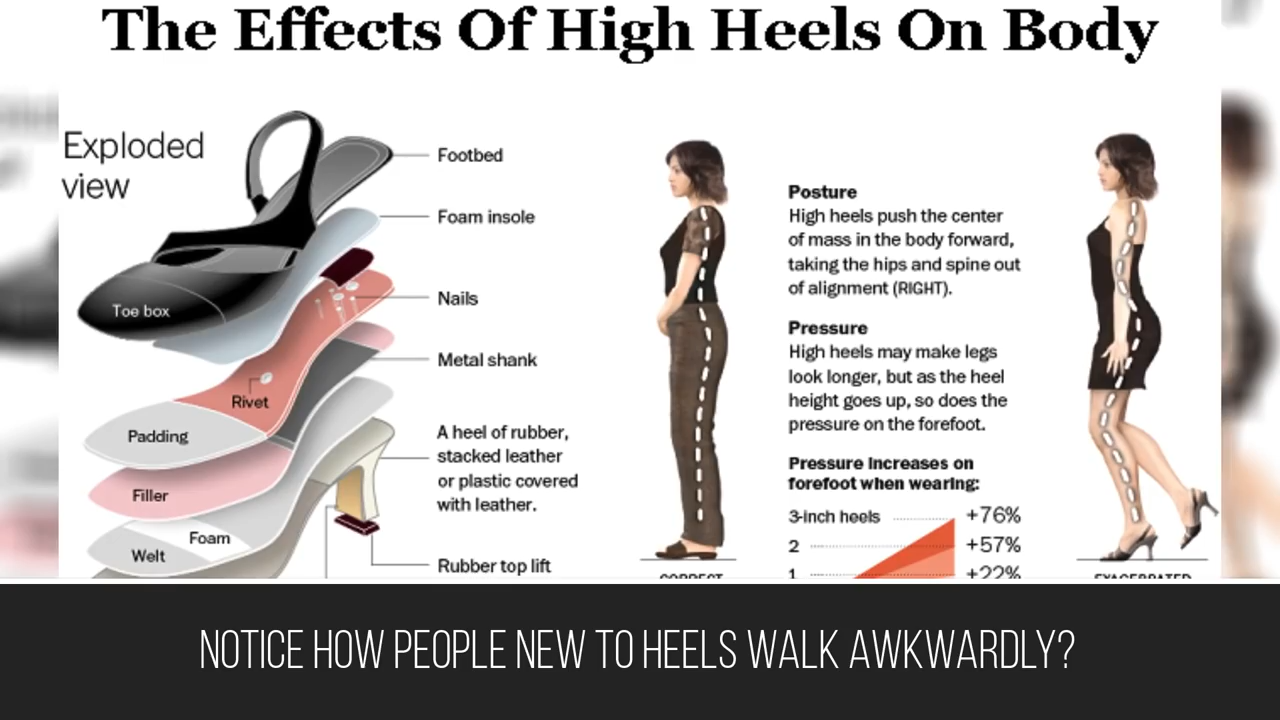 The Effects Of High Heels On Body
Exploded
view
Footbed
Foam insole
Toe box
Nails
Metal shank
Rivet
Padding
A heel of rubber,
stacked leather
or plastic covered
with leather.
Filler
Foam
Welt
Rubber top lift
Posture
High heels push the center
of mass in the body forward,
taking the hips and spine out
of alignment (RIGHT).
Pressure
High heels may make legs
look longer, but as the heel
height goes up, so does the
pressure on the forefoot.
Pressure increases on
forefoot when wearing:
3-inch heels +76%
2 +57%
1 +22%
CORRECT
EXAGERATED
NOTICE HOW PEOPLE NEW TO HEELS WALK AWKWARDLY?